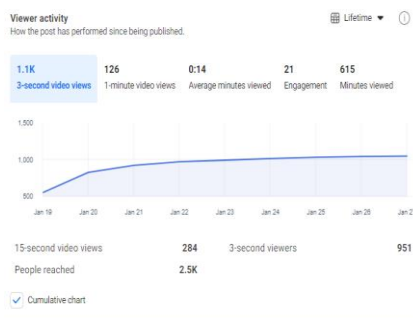 Viewer activity
Lifetime
How the post has performed since being published.
1.1K 126 0:14 21 615
3-second video views 1-minute video views Average minutes viewed Engagement Minutes viewed
1,500
1,000
500
Jan 19 Jan 20 Jan 21 Jan 22 Jan 23 Jan 24 Jan 25 Jan 26 Jan 2
15-second video views 284 3-second viewers 951
People reached 2.5K
Cumulative chart